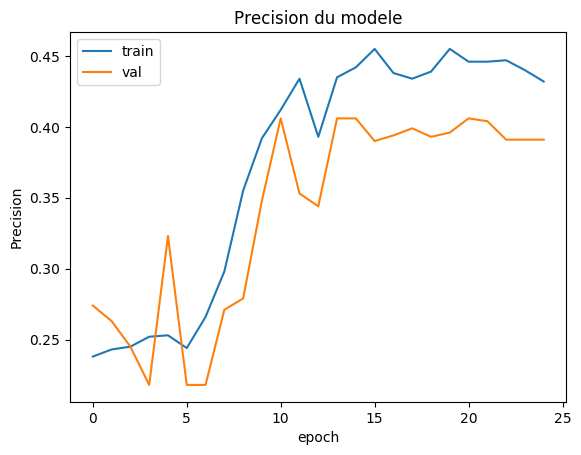 Precision du modele
train
val
Precision
0.45
0.40
0.35
0.30
0.25
0 5 10 15 20 25
epoch